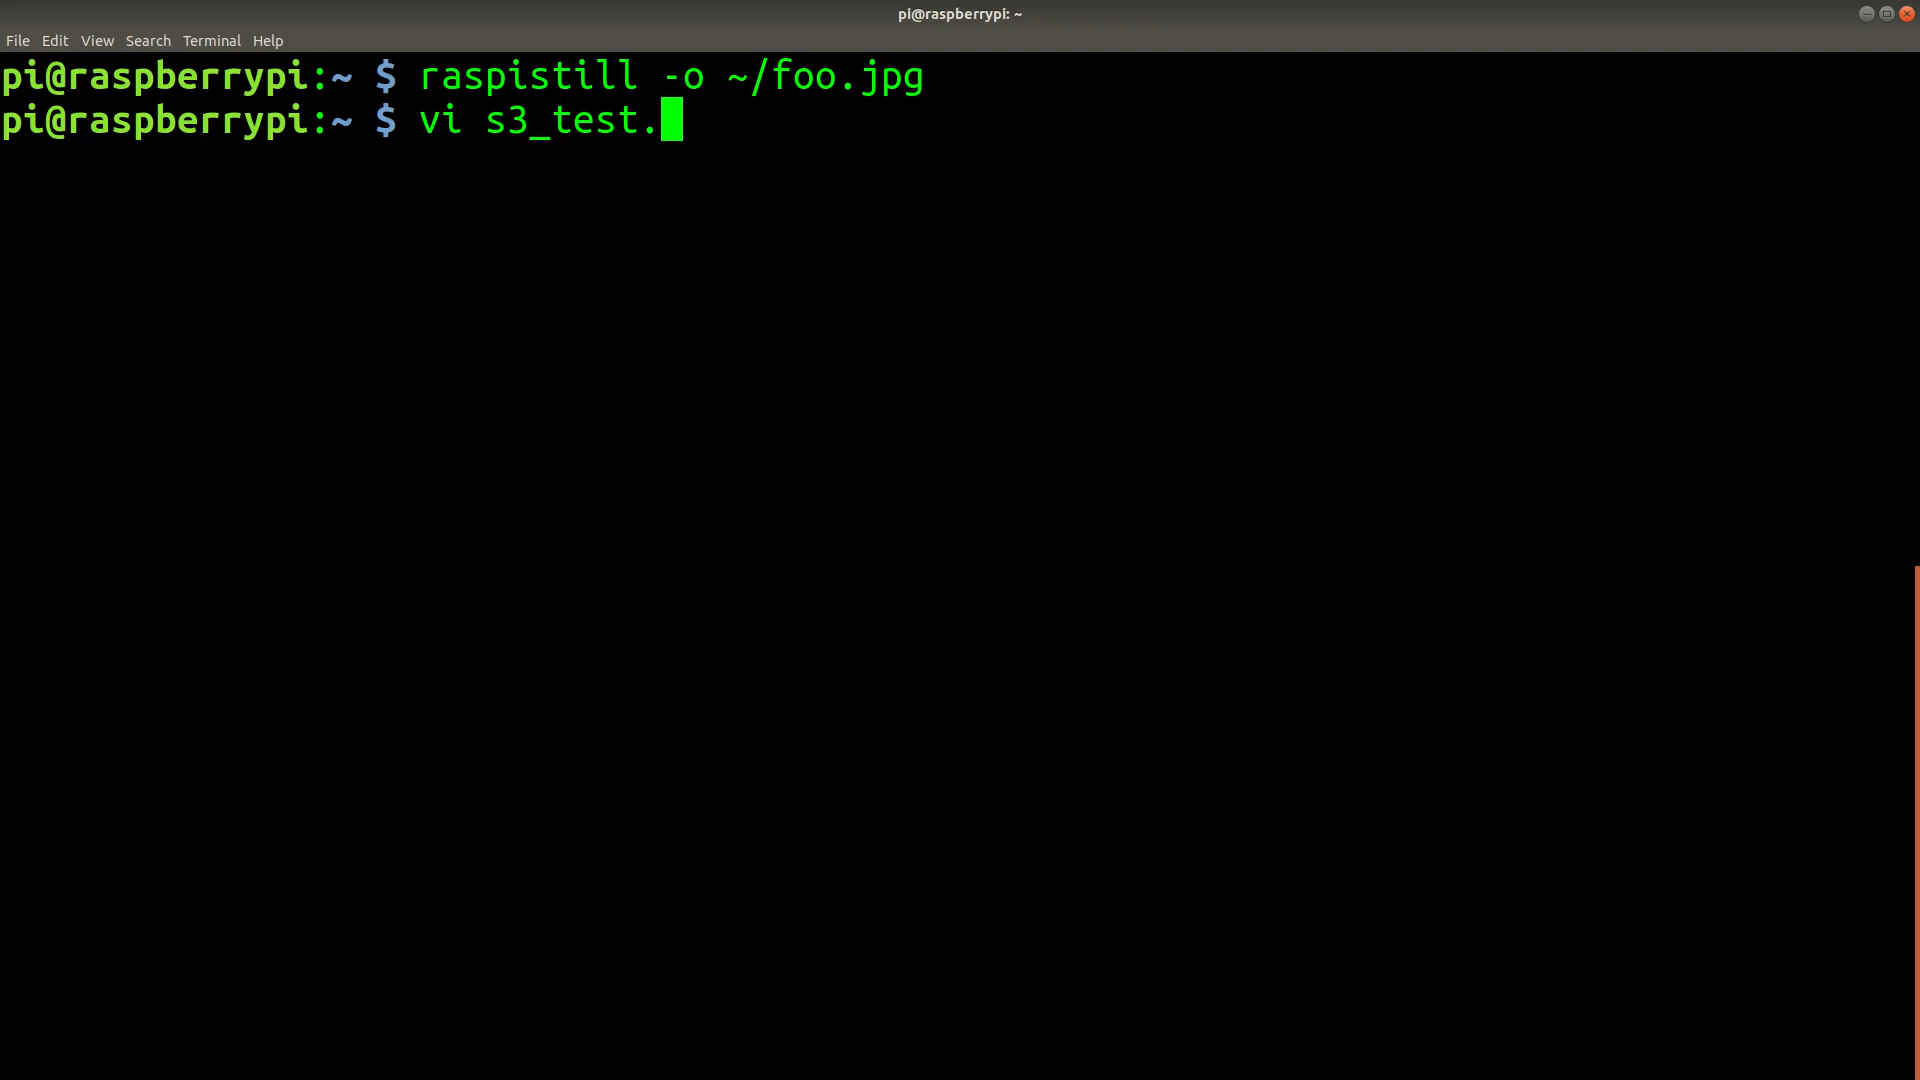 pi@raspberrypi: ~
File Edit View Search Terminal Help
pi@raspberrypi:~ $ raspistill -o ~/foo.jpg
pi@raspberrypi:~ $ vi s3_test.